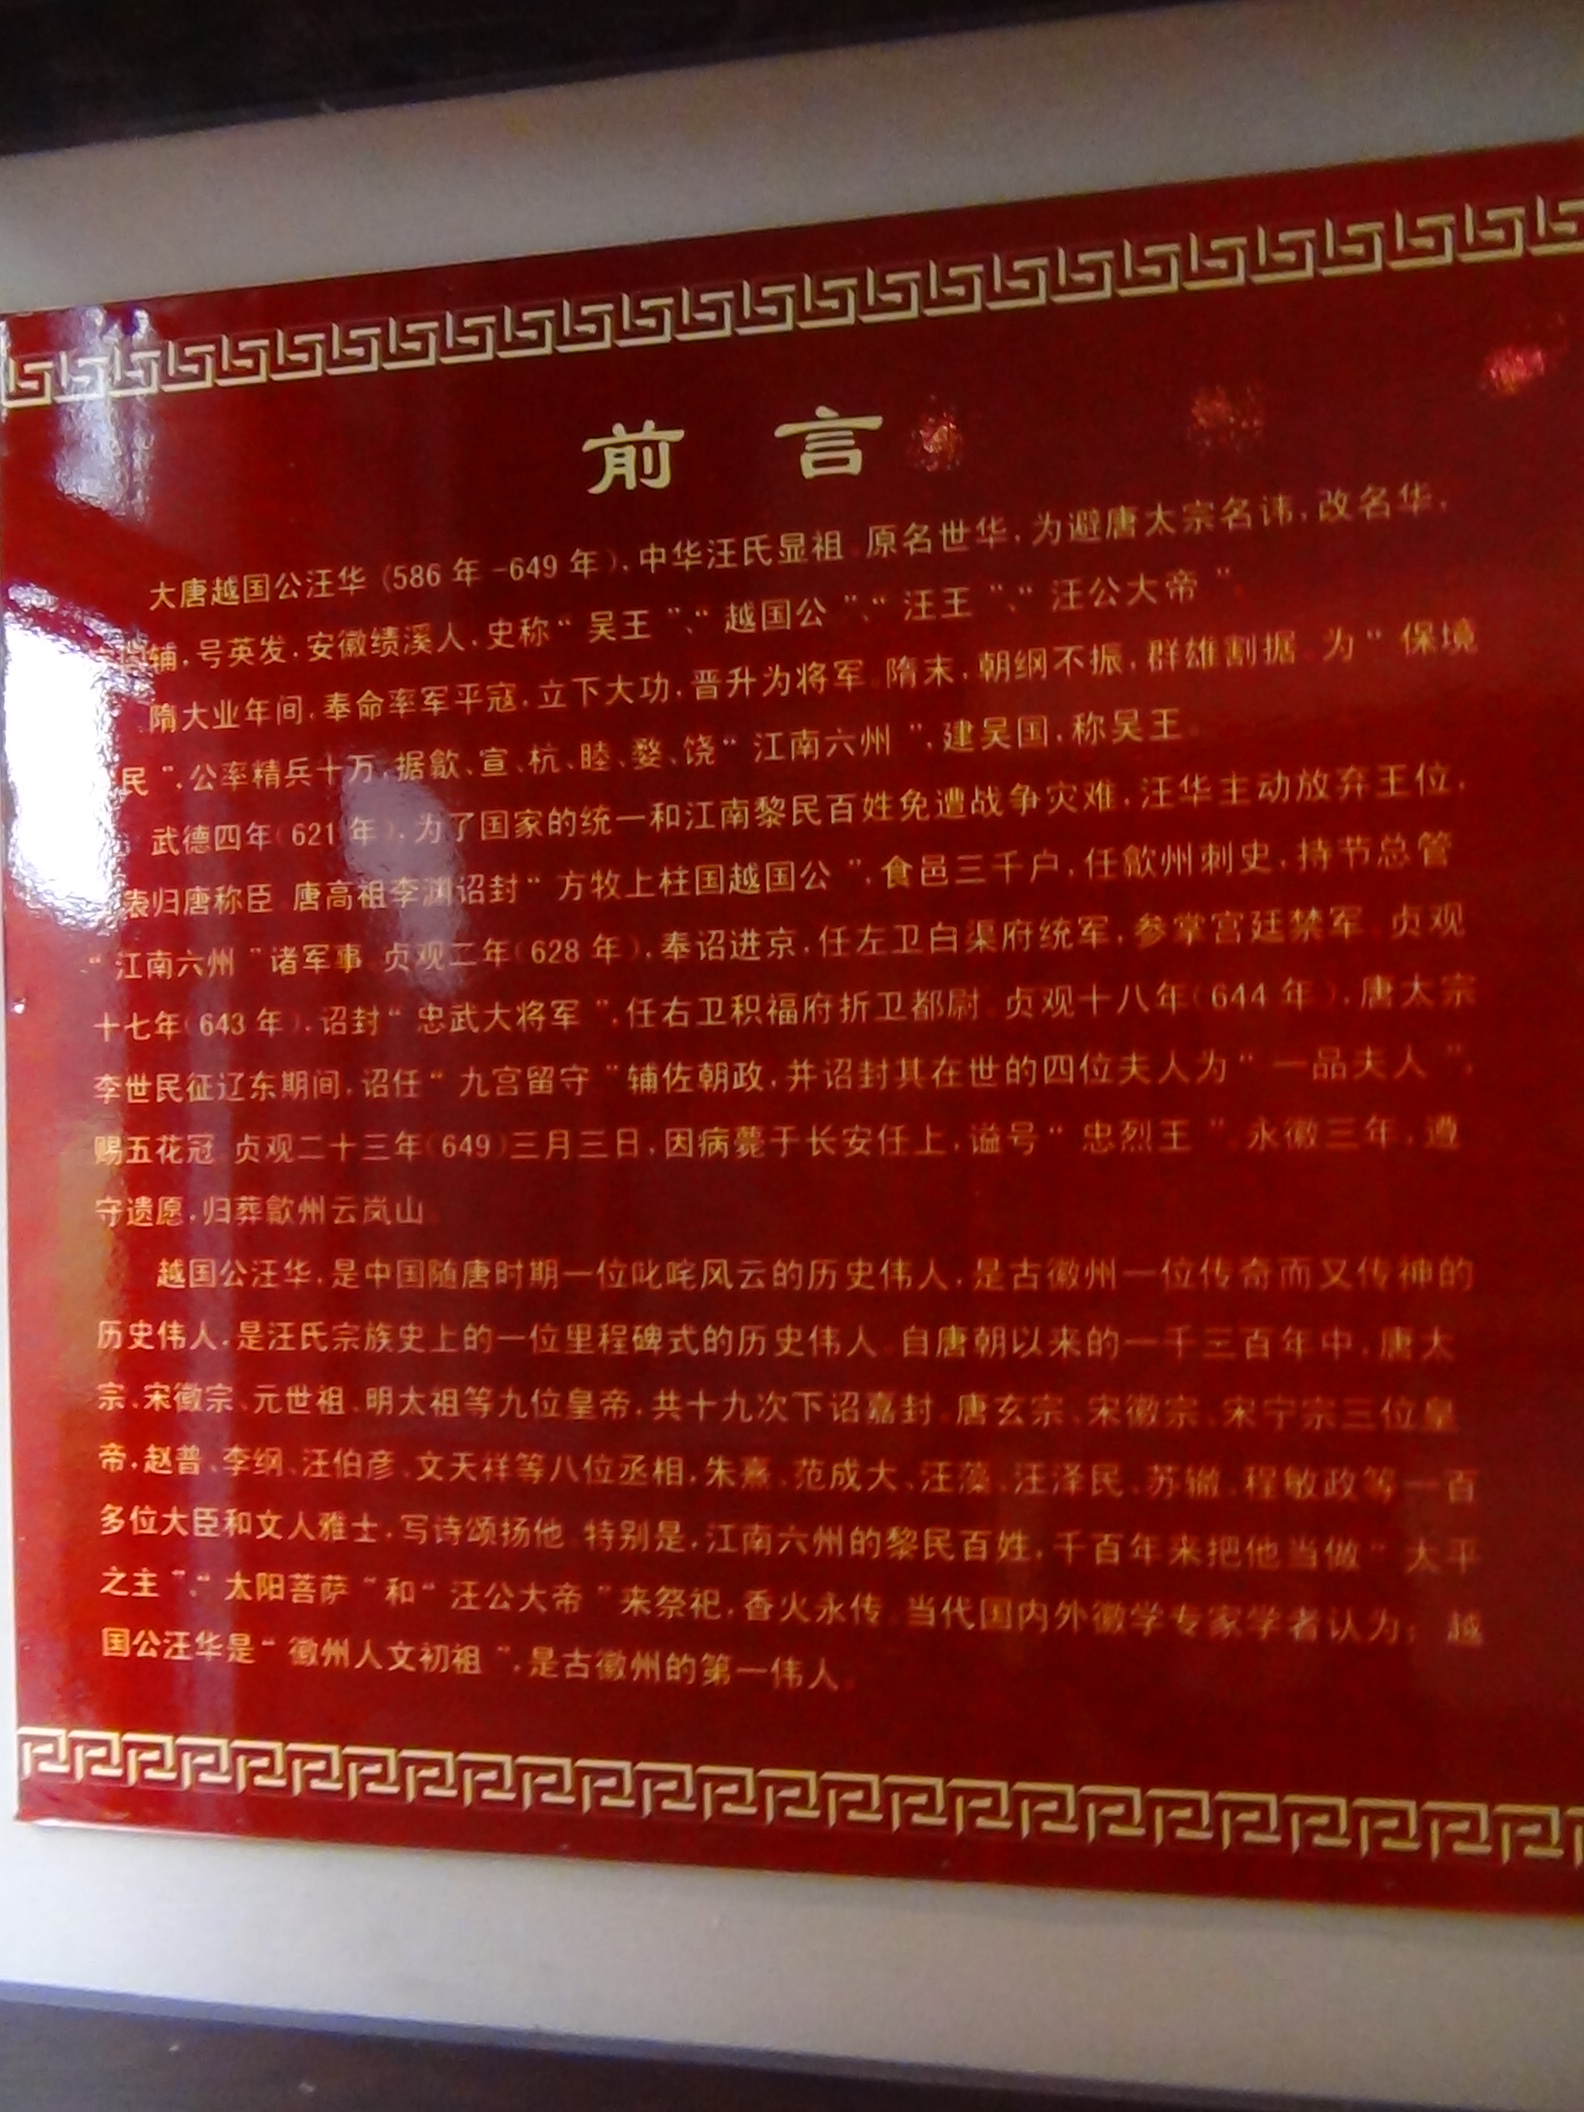 前言
大唐越国公汪华（586年-649年），中华汪氏显祖。原名世华，为避唐太宗名讳，改名华，
辅，号英发，安徽绩溪人，史称“吴王”、“越国公”、“汪王”、“汪公大帝”。
隋大业年间，奉命率军平寇，立下大功，晋升为将军。隋末，朝纲不振，群雄割据。为“保境
民”，公率精兵十万，据歙、宣、杭、睦、婺、饶“江南六州”，建吴国，称吴王。
武德四年（621年），为了国家的统一和江南黎民百姓免遭战争灾难，汪华主动放弃王位，
表归唐称臣。唐高祖李渊诏封“方牧上柱国越国公”，食邑三千户，任歙州刺史，持节总管
“江南六州”诸军事。贞观二年（628年），奉诏进京，任左卫白渠府统军，参掌宫廷禁军。贞观
十七年（643年），诏封“忠武大将军”，任右卫积福府折卫都尉。贞观十八年（644年），唐太宗
李世民征辽东期间，诏任“九宫留守”辅佐朝政，并诏封其在世的四位夫人为“一品夫人”，
赐五花冠。贞观二十三年（649）三月三日，因病薨于长安任上，谥号“忠烈王”。永徽三年，遵
守遗愿，归葬歙州云岚山。
越国公汪华，是中国随唐时期一位叱咤风云的历史伟人，是古徽州一位传奇而又传神的
历史伟人，是汪氏宗族史上的一位里程碑式的历史伟人。自唐朝以来的一千三百年中，唐太
宗、宋徽宗、元世祖、明太祖等九位皇帝，共十九次下诏嘉封。唐玄宗、宋徽宗、宋宁宗三位皇
帝，赵普、李纲、汪伯彦、文天祥等八位丞相，朱熹、范成大、汪藻、汪泽民、苏辙、程敏政等一百
多位大臣和文人雅士，写诗颂扬他。特别是，江南六州的黎民百姓，千百年来把他当做“太平
之主”、“太阳菩萨”和“汪公大帝”来祭祀，香火永传。当代国内外徽学专家学者认为：越
国公汪华是“徽州人文初祖”，是古徽州的第一伟人。